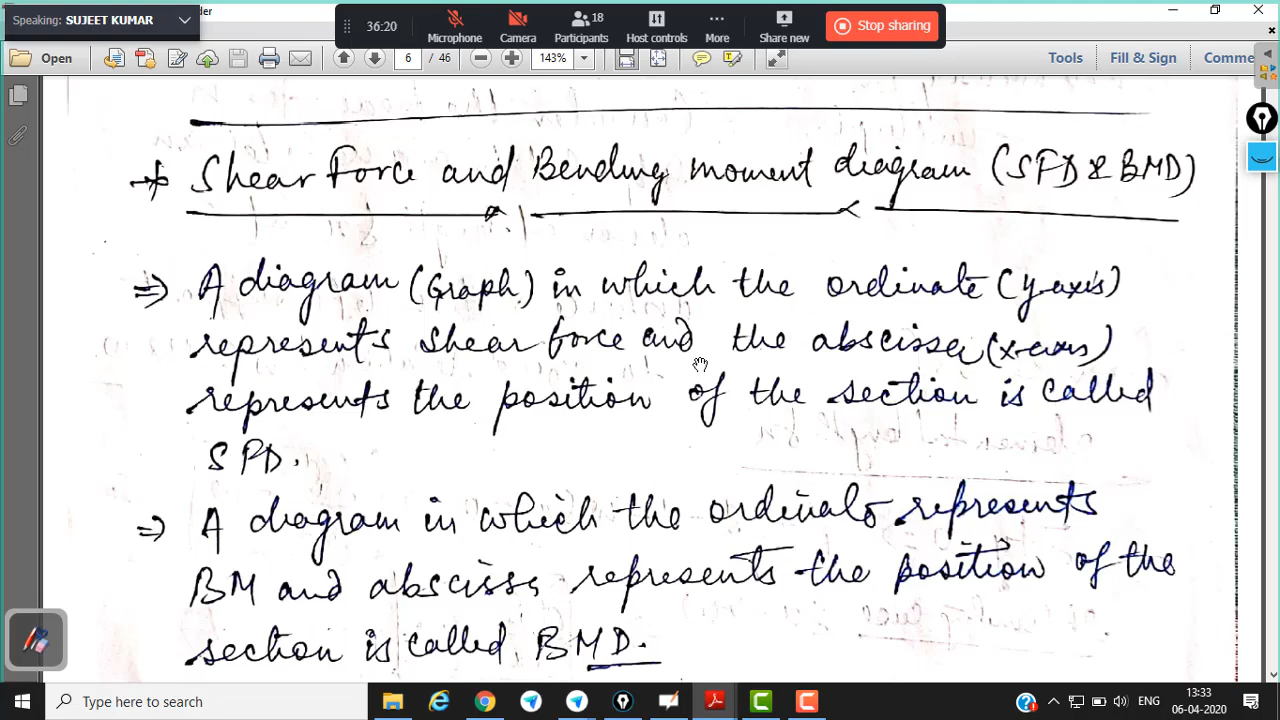 Speaking: SUJEET KUMAR
der
36:20
Microphone
Camera
18
Participants
Host controls
More
Share new
Stop sharing
Open
6 / 46
143%
Tools
Fill & Sign
Comme
Shear Force and Bending moment diagram (SFD & BMD)
⇒ A diagram (Graph) in which the ordinate (y-axis)
represents shear force and the abscissa (x-axis)
represents the position of the section is called
SFD.
⇒ A diagram in which the ordinate represents
BM and abscissa represents the position of the
section is called BMD.
Type here to search
ENG
13:33
06-04-2020